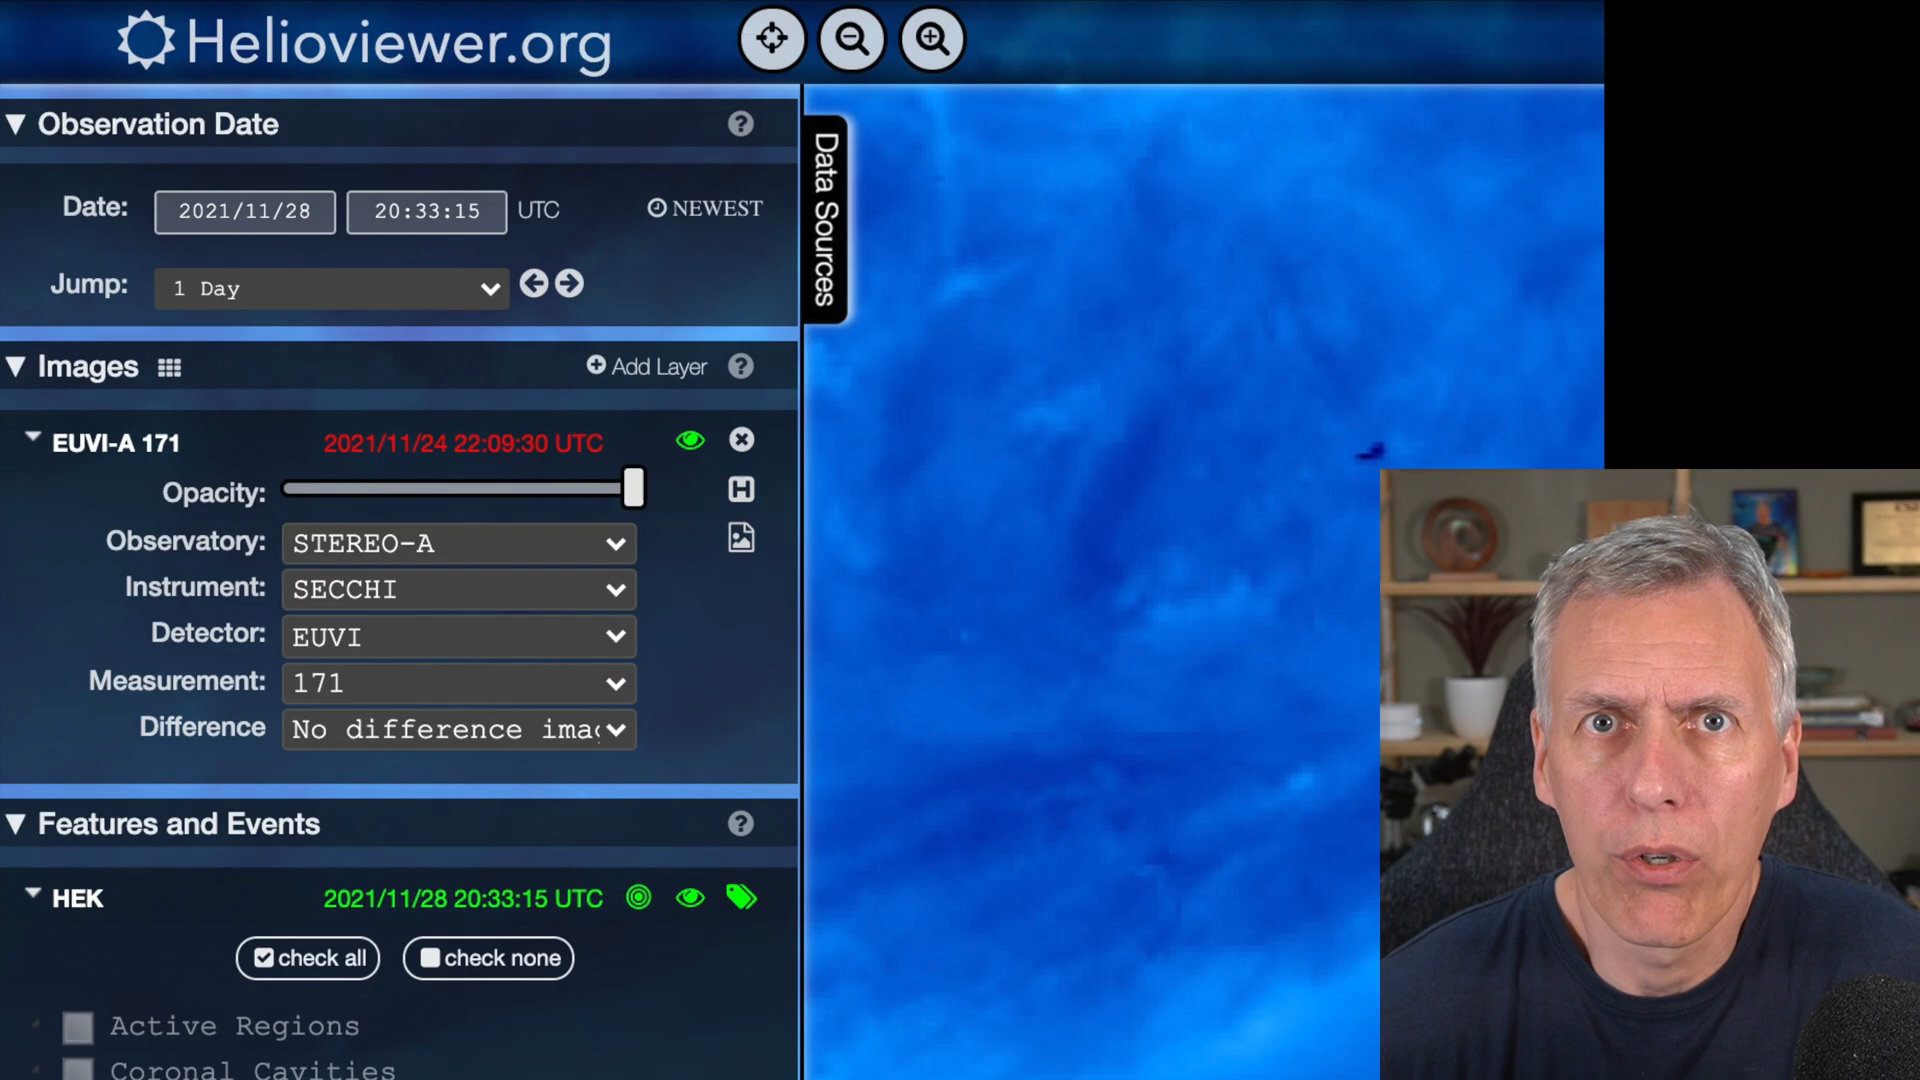 Helioviewer.org
Observation Date
Date: 2021/11/28 20:33:15 UTC NEWEST
Jump: 1 Day
Data Sources
Images Add Layer
EUVI-A 171 2021/11/24 22:09:30 UTC
Opacity:
Observatory: STEREO-A
Instrument: SECCHI
Detector: EUVI
Measurement: 171
Difference No difference imag
Features and Events
HEK 2021/11/28 20:33:15 UTC
check all check none
Active Regions
Coronal Cavities